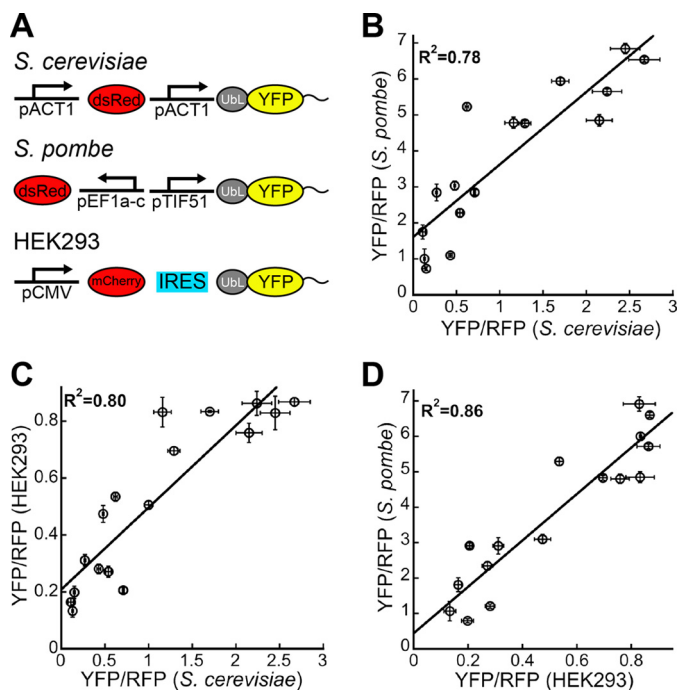 A
S. cerevisiae
pACT1 dsRed pACT1 UbL YFP
S. pombe
dsRed pEF1a-c pTIF51 UbL YFP
HEK293
pCMV mCherry IRES UbL YFP
B
R²=0.78
YFP/RFP (S. pombe)
7
6
5
4
3
2
1
0
0 0.5 1 1.5 2 2.5
YFP/RFP (S. cerevisiae)
C
R²=0.80
YFP/RFP (HEK293)
0.8
0.6
0.4
0.2
0
0 0.5 1 1.5 2 2.5 3
YFP/RFP (S. cerevisiae)
D
R²=0.86
YFP/RFP (S. pombe)
7
6
5
4
3
2
1
0
0 0.2 0.4 0.6 0.8
YFP/RFP (HEK293)